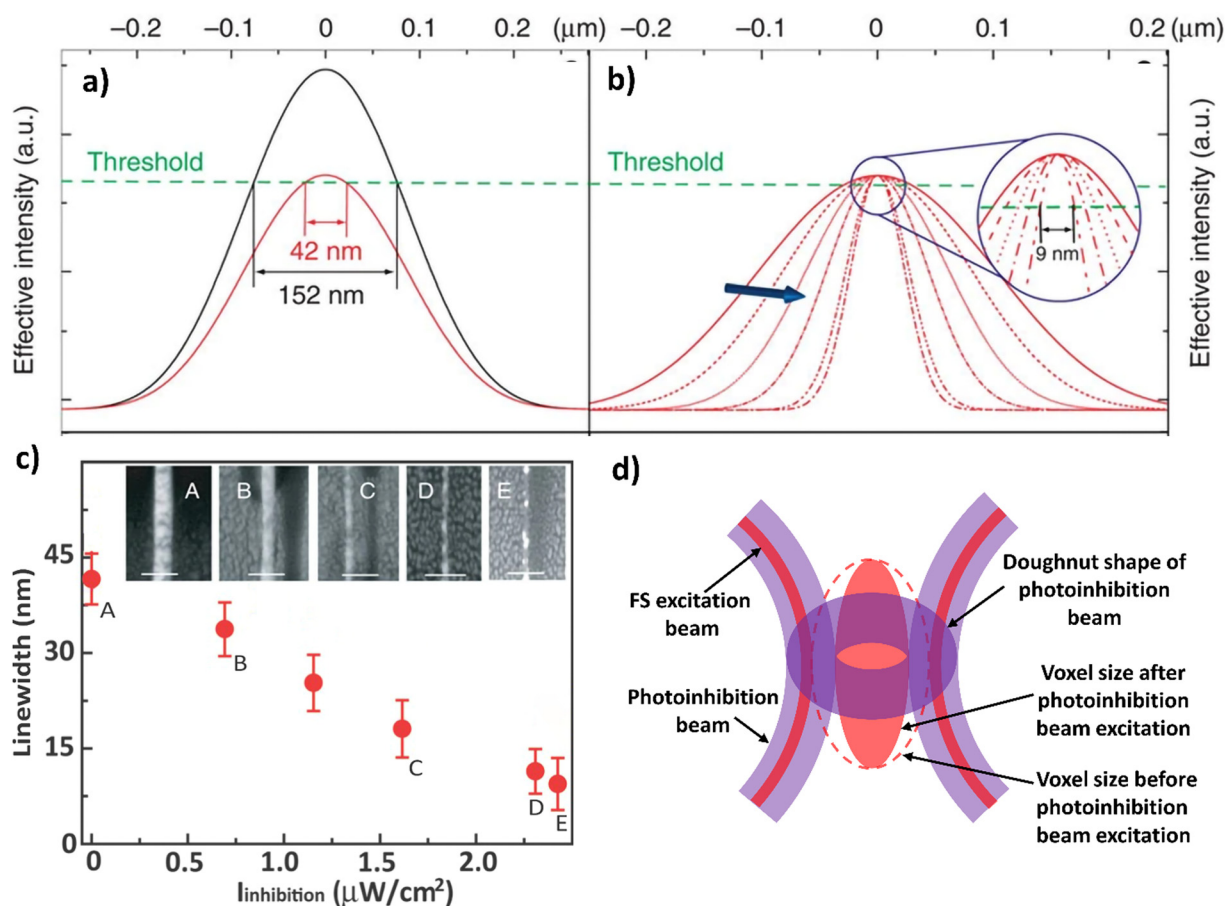 −0.2 −0.1 0 0.1 (μm) −0.2 −0.1 0 0.1 0.2 (μm)
a)
b)
Effective intensity (a.u.)
Threshold
42 nm
152 nm
9 nm
Effective intensity (a.u.)
c)
A B C D E
Linewidth (nm)
45
30
15
0
A
B
C
D
E
0 0.5 1.0 1.5 2.0
Iinhibition (μW/cm²)
d)
FS excitation
beam
Photoinhibition
beam
Doughnut shape of
photoinhibition
beam
Voxel size after
photoinhibition
beam excitation
Voxel size before
photoinhibition
beam excitation